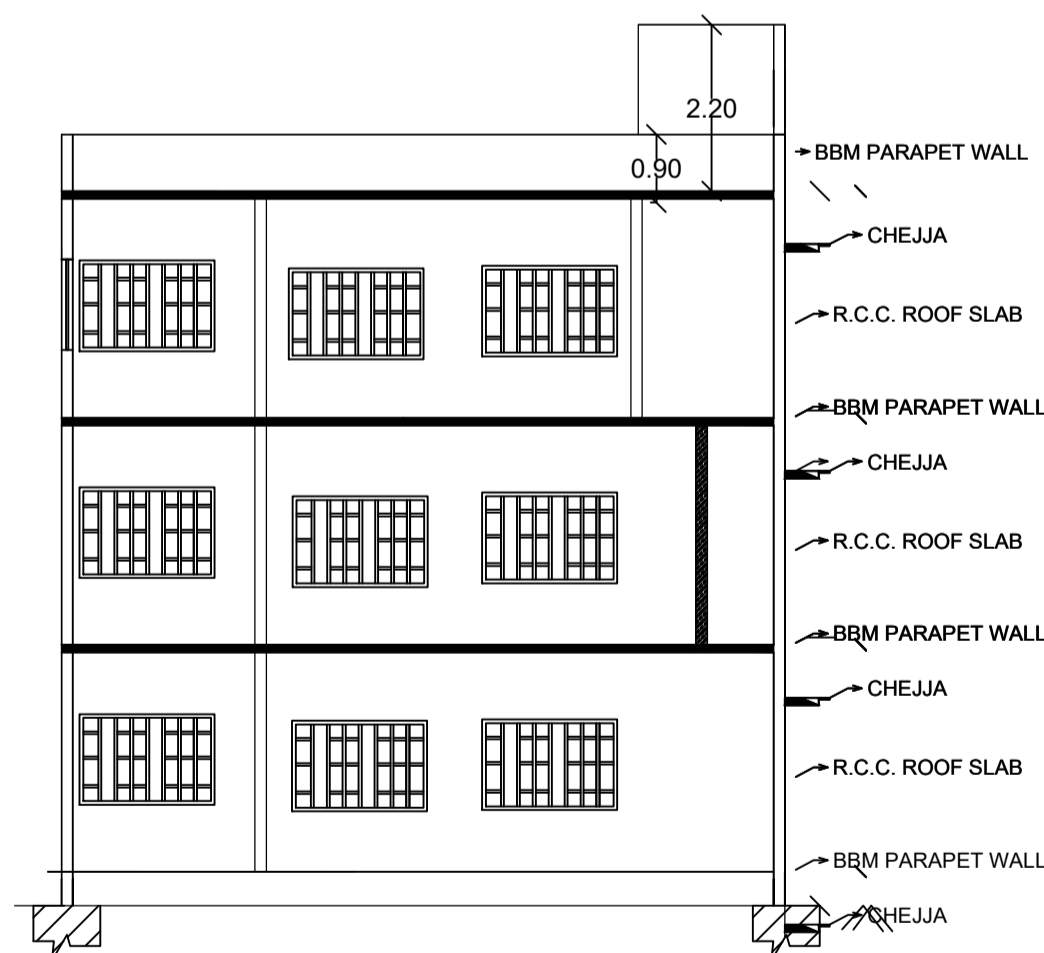 2.20
0.90
BBM PARAPET WALL
CHEJJA
R.C.C. ROOF SLAB
BBM PARAPET WALL
CHEJJA
R.C.C. ROOF SLAB
BBM PARAPET WALL
CHEJJA
R.C.C. ROOF SLAB
BBM PARAPET WALL
CHEJJA